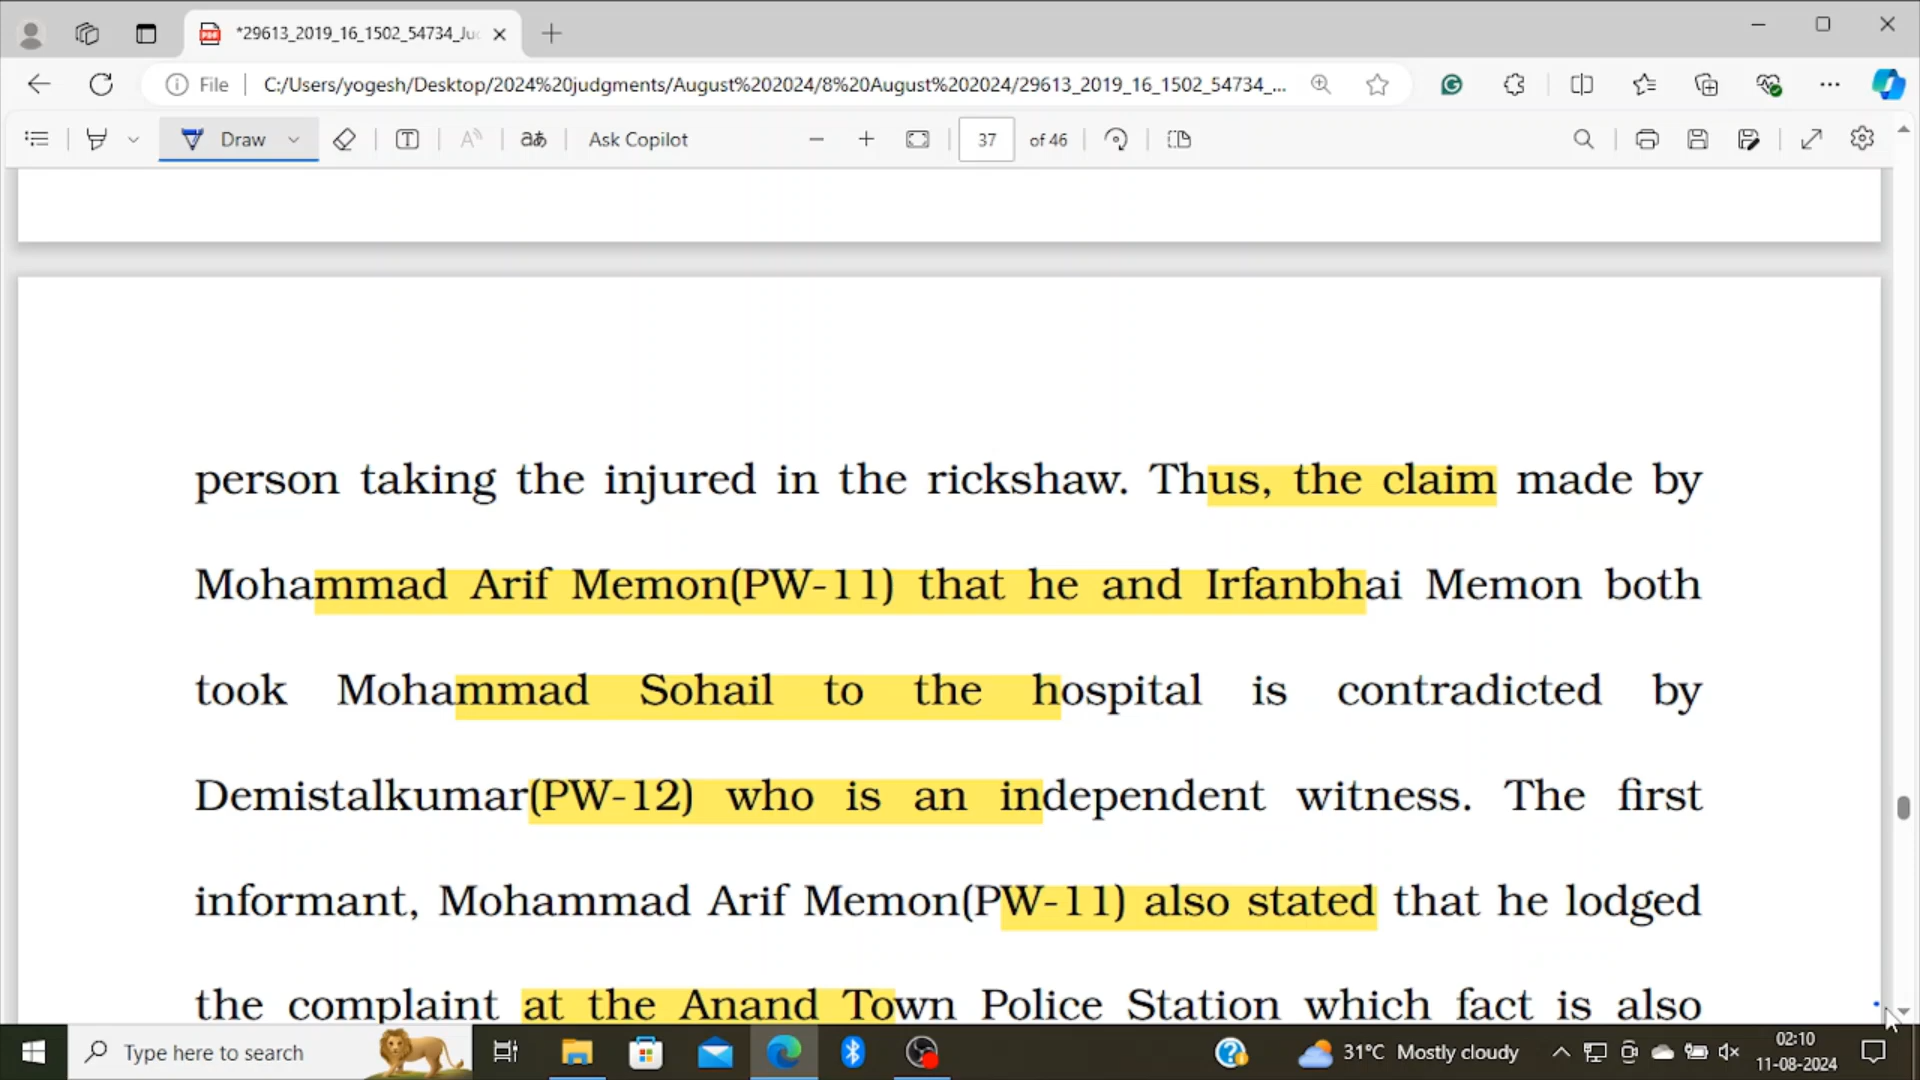 *29613_2019_16_1502_54734_Ju
File
C:/Users/yogesh/Desktop/2024%20judgments/August%202024/8%20August%202024/29613_2019_16_1502_54734_...
Draw
Ask Copilot
37 of 46
person taking the injured in the rickshaw. Thus, the claim made by
Mohammad Arif Memon(PW-11) that he and Irfanbhai Memon both
took Mohammad Sohail to the hospital is contradicted by
Demistalkumar(PW-12) who is an independent witness. The first
informant, Mohammad Arif Memon(PW-11) also stated that he lodged
the complaint at the Anand Town Police Station which fact is also
Type here to search
31°C Mostly cloudy
02:10
11-08-2024